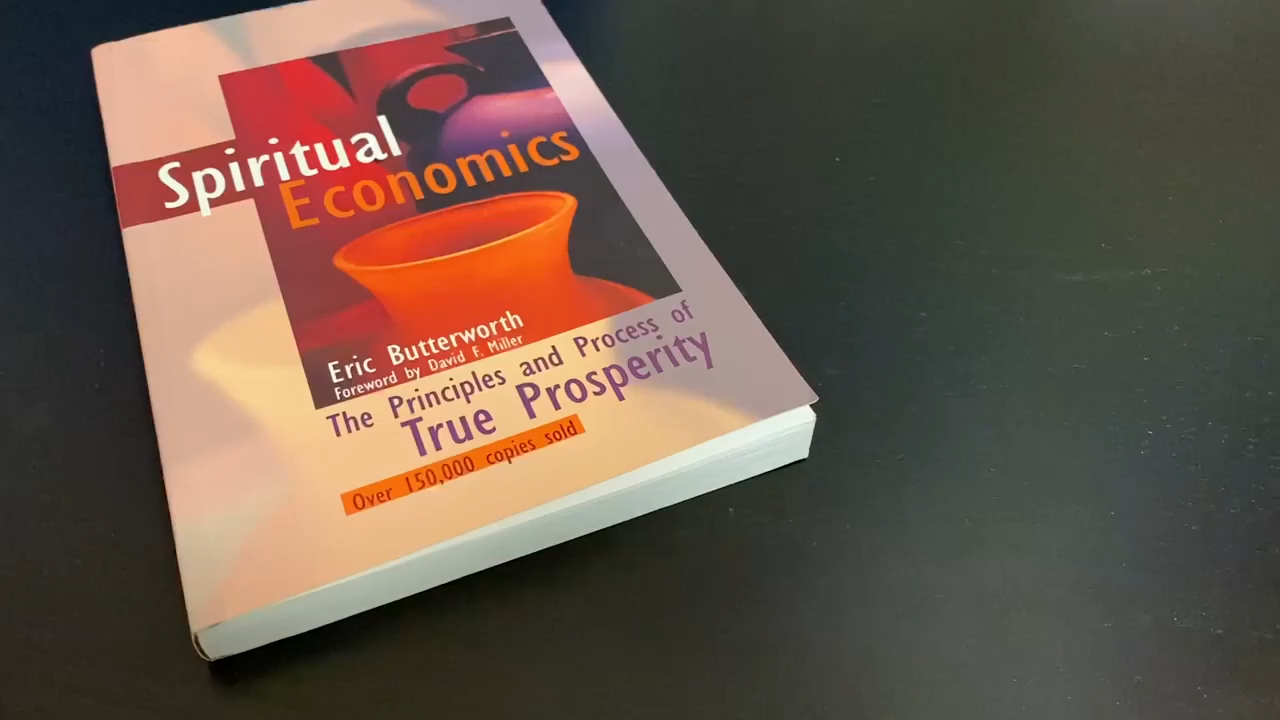 Spiritual
Economics
Eric Butterworth
Foreword by David F. Miller
The Principles and Process of
True Prosperity
Over 150,000 copies sold